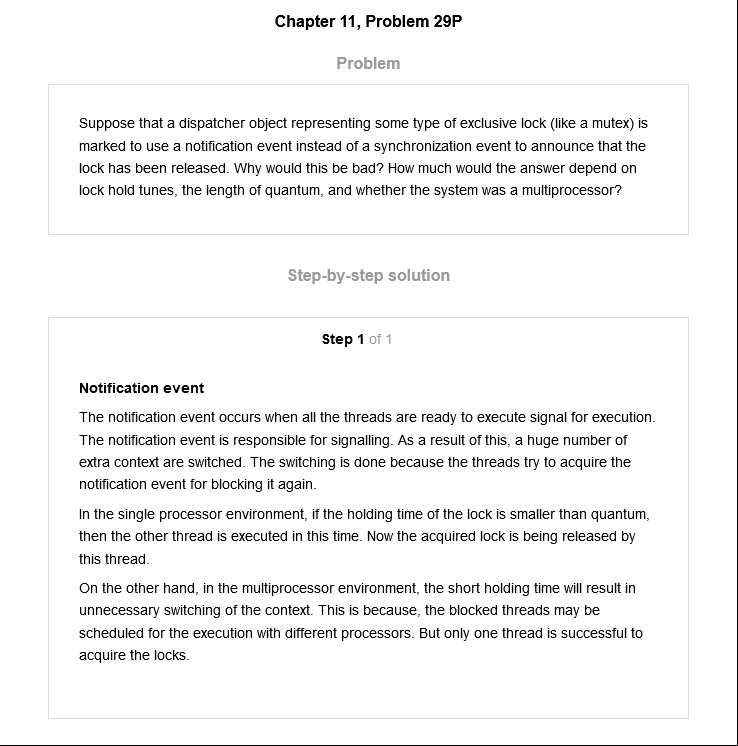 Chapter 11, Problem 29P
Problem
Suppose that a dispatcher object representing some type of exclusive lock (like a mutex) is
marked to use a notification event instead of a synchronization event to announce that the
lock has been released. Why would this be bad? How much would the answer depend on
lock hold tunes, the length of quantum, and whether the system was a multiprocessor?
Step-by-step solution
Step 1 of 1
Notification event
The notification event occurs when all the threads are ready to execute signal for execution.
The notification event is responsible for signalling. As a result of this, a huge number of
extra context are switched. The switching is done because the threads try to acquire the
notification event for blocking it again.
In the single processor environment, if the holding time of the lock is smaller than quantum,
then the other thread is executed in this time. Now the acquired lock is being released by
this thread.
On the other hand, in the multiprocessor environment, the short holding time will result in
unnecessary switching of the context. This is because, the blocked threads may be
scheduled for the execution with different processors. But only one thread is successful to
acquire the locks.